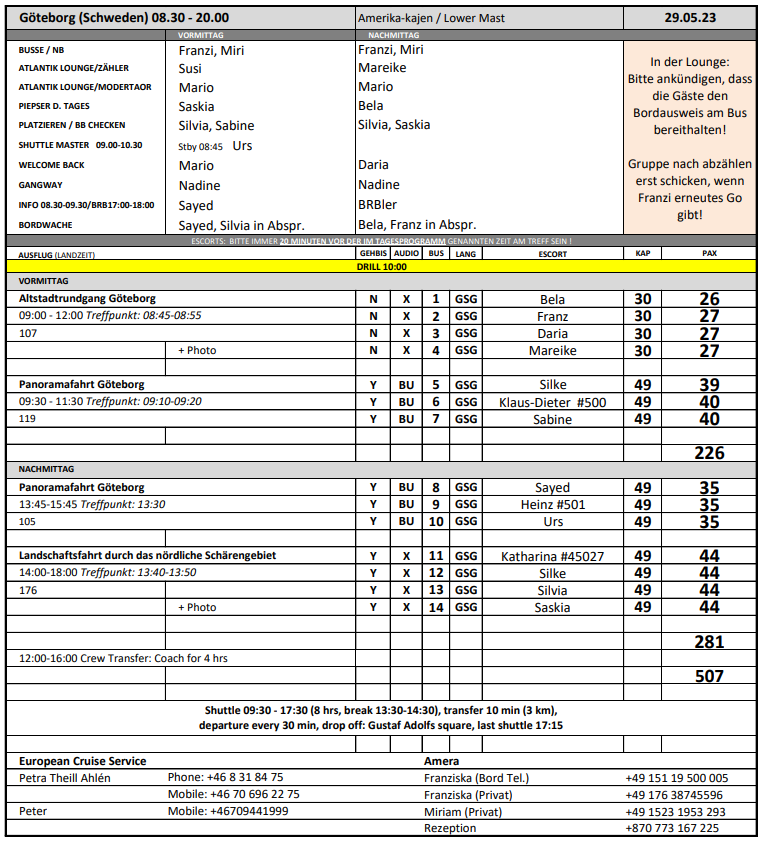 Göteborg (Schweden) 08.30 - 20.00 Amerika-kajen / Lower Mast 29.05.23
VORMITTAG NACHMITTAG
BUSSE / NB Franzi, Miri Franzi, Miri
ATLANTIK LOUNGE/ZÄHLER Susi Mareike
ATLANTIK LOUNGE/MODERTAOR Mario Mario
PIEPSER D. TAGES Saskia Bela
PLATZIEREN / BB CHECKEN Silvia, Sabine Silvia, Saskia
SHUTTLE MASTER 09.00-10.30 Stby 08:45 Urs
WELCOME BACK Mario Daria
GANGWAY Nadine Nadine
INFO 08.30-09.30/BRB17:00-18:00 Sayed BRBler
BORDWACHE Sayed, Silvia in Abspr. Bela, Franz in Abspr.
In der Lounge:
Bitte ankündigen, dass
die Gäste den
Bordausweis am Bus
bereithalten!
Gruppe nach abzählen
erst schicken, wenn
Franzi erneutes Go
gibt!
ESCORTS: BITTE IMMER 20 MINUTEN VOR DER IM TAGESPROGRAMM GENANNTEN ZEIT AM TREFF SEIN !
AUSFLUG (LANDZEIT) GEHBIS AUDIO BUS LANG ESCORT KAP PAX
DRILL 10:00
VORMITTAG
Altstadtrundgang Göteborg N X 1 GSG Bela 30 26
09:00 - 12:00 Treffpunkt: 08:45-08:55 N X 2 GSG Franz 30 27
107 N X 3 GSG Daria 30 27
+ Photo N X 4 GSG Mareike 30 27
Panoramafahrt Göteborg Y BU 5 GSG Silke 49 39
09:30 - 11:30 Treffpunkt: 09:10-09:20 Y BU 6 GSG Klaus-Dieter #500 49 40
119 Y BU 7 GSG Sabine 49 40
226
NACHMITTAG
Panoramafahrt Göteborg Y BU 8 GSG Sayed 49 35
13:45-15:45 Treffpunkt: 13:30 Y BU 9 GSG Heinz #501 49 35
105 Y BU 10 GSG Urs 49 35
Landschaftsfahrt durch das nördliche Schärengebiet Y X 11 GSG Katharina #45027 49 44
14:00-18:00 Treffpunkt: 13:40-13:50 Y X 12 GSG Silke 49 44
176 Y X 13 GSG Silvia 49 44
+ Photo Y X 14 GSG Saskia 49 44
281
12:00-16:00 Crew Transfer: Coach for 4 hrs
507
Shuttle 09:30 - 17:30 (8 hrs, break 13:30-14:30), transfer 10 min (3 km),
departure every 30 min, drop off: Gustaf Adolfs square, last shuttle 17:15
European Cruise Service Amera
Petra Theill Ahlén Phone: +46 8 31 84 75 Franziska (Bord Tel.) +49 151 19 500 005
Mobile: +46 70 696 22 75 Franziska (Privat) +49 176 38745596
Peter Mobile: +46709441999 Miriam (Privat) +49 1523 1953 293
Rezeption +870 773 167 225